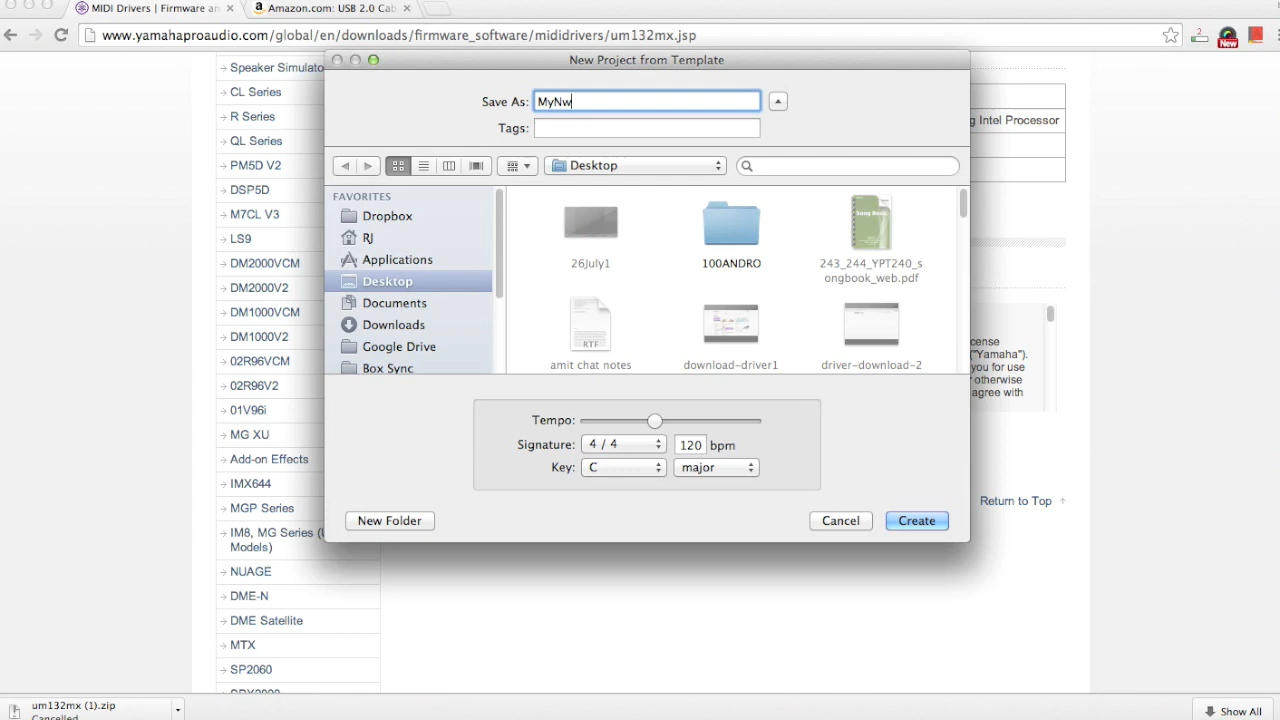 MIDI Drivers | Firmware an
Amazon.com: USB 2.0 Cab
www.yamahaproaudio.com/global/en/downloads/firmware_software/mididrivers/um132mx.jsp
2
New
Speaker Simulato
CL Series
R Series
QL Series
PM5D V2
DSP5D
M7CL V3
LS9
DM2000VCM
DM2000V2
DM1000VCM
DM1000V2
02R96VCM
02R96V2
01V96i
MG XU
Add-on Effects
IMX644
MGP Series
IM8, MG Series (U
Models)
NUAGE
DME-N
DME Satellite
MTX
SP2060
New Project from Template
Save As: MyNw
Tags:
Desktop
FAVORITES
Dropbox
RJ
Applications
Desktop
Documents
Downloads
Google Drive
Box Sync
26July1
100ANDRO
Song Book
243_244_YPT240_s
ongbook_web.pdf
RTF
amit chat notes
download-driver1
driver-download-2
Tempo:
Signature: 4 / 4 120 bpm
Key: C major
New Folder
Cancel
Create
g Intel Processor
cense
("Yamaha").
you for use
r otherwise
agree with
Return to Top
um132mx (1).zip
Cancelled
Show All